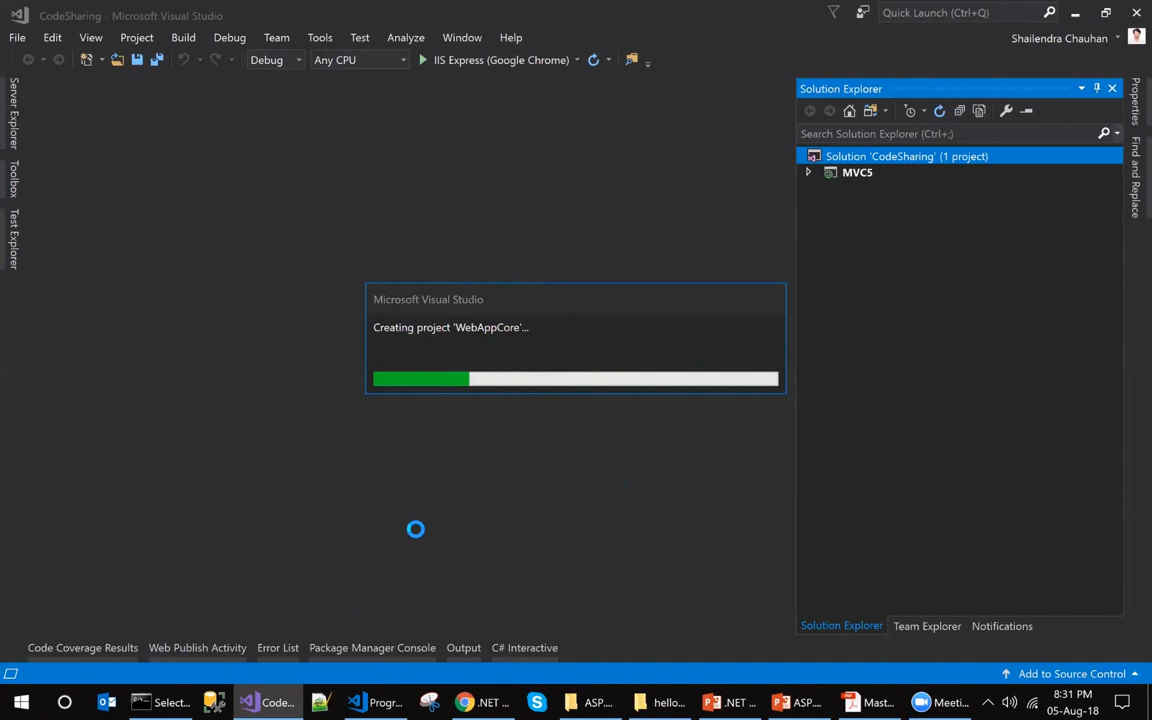 CodeSharing - Microsoft Visual Studio
Quick Launch (Ctrl+Q)
File Edit View Project Build Debug Team Tools Test Analyze Window Help
Shailendra Chauhan
Debug Any CPU IIS Express (Google Chrome)
Server Explorer
Toolbox
Test Explorer
Solution Explorer
Search Solution Explorer (Ctrl+;)
Solution 'CodeSharing' (1 project)
MVC5
Properties
Find and Replace
Microsoft Visual Studio
Creating project 'WebAppCore'...
Solution Explorer Team Explorer Notifications
Code Coverage Results Web Publish Activity Error List Package Manager Console Output C# Interactive
Add to Source Control
Select... Code... Progr... .NET ... ASP.... hello... .NET ... ASP.... Mast... Meeti...
8:31 PM
05-Aug-18